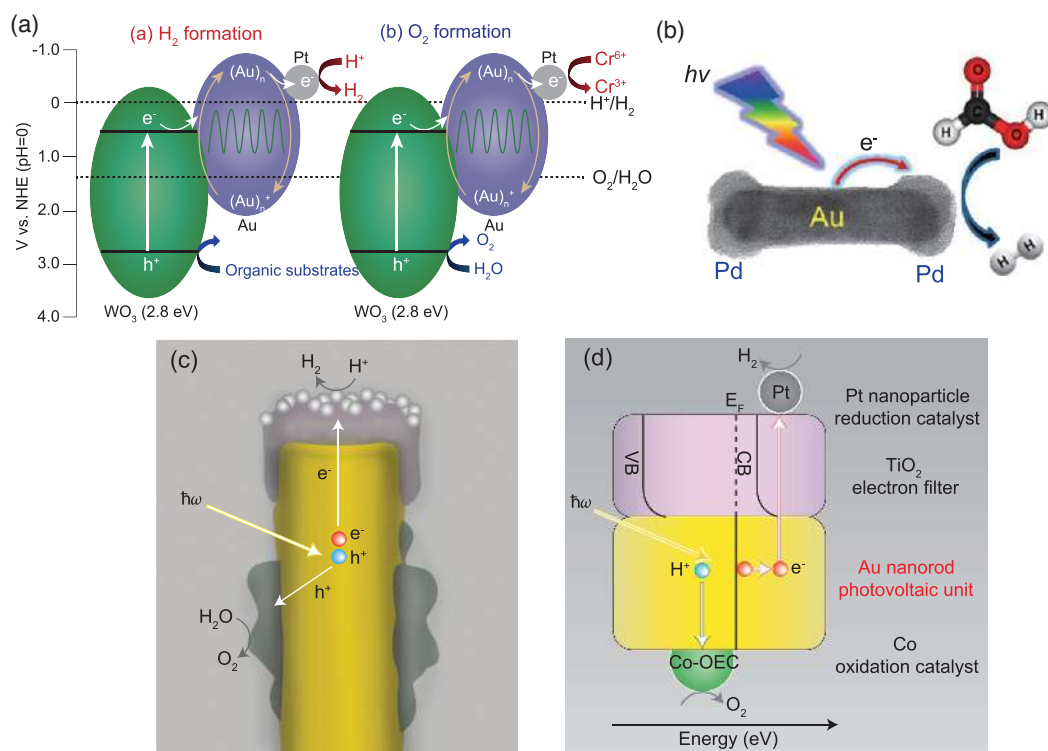 (a)
(a) H₂ formation
(b) O₂ formation
V vs. NHE (pH=0)
-1.0
0
1.0
2.0
3.0
4.0
(Au)ₙ
Pt
e⁻
H⁺
H₂
e⁻
(Au)ₙ⁺
Au
h⁺
Organic substrates
WO₃ (2.8 eV)
(Au)ₙ
Pt
e⁻
Cr⁶⁺
Cr³⁺
H⁺/H₂
e⁻
O₂/H₂O
(Au)ₙ⁺
Au
h⁺
O₂
H₂O
WO₃ (2.8 eV)
(b)
hν
e⁻
Au
Pd
Pd
O
C
H
O
H
H
H
(c)
H₂
H⁺
e⁻
ħω
e⁻
h⁺
h⁺
H₂O
O₂
(d)
H₂
Pt
E_F
Pt nanoparticle
reduction catalyst
VB
CB
TiO₂
electron filter
ħω
H⁺
e⁻
Au nanorod
photovoltaic unit
Co-OEC
Co
oxidation catalyst
O₂
Energy (eV)